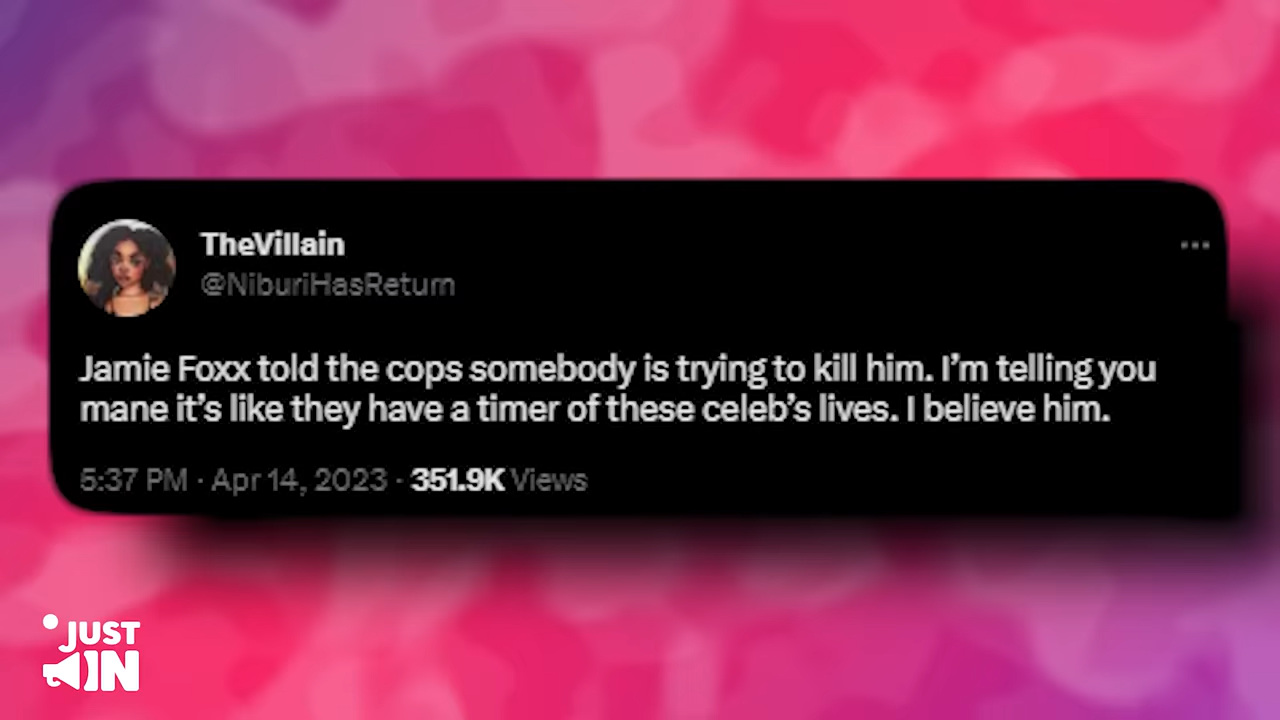 TheVillain
@NiburiHasReturn
Jamie Foxx told the cops somebody is trying to kill him. I’m telling you
mane it’s like they have a timer of these celeb’s lives. I believe him.
5:37 PM · Apr 14, 2023 · 351.9K Views
JUST
IN